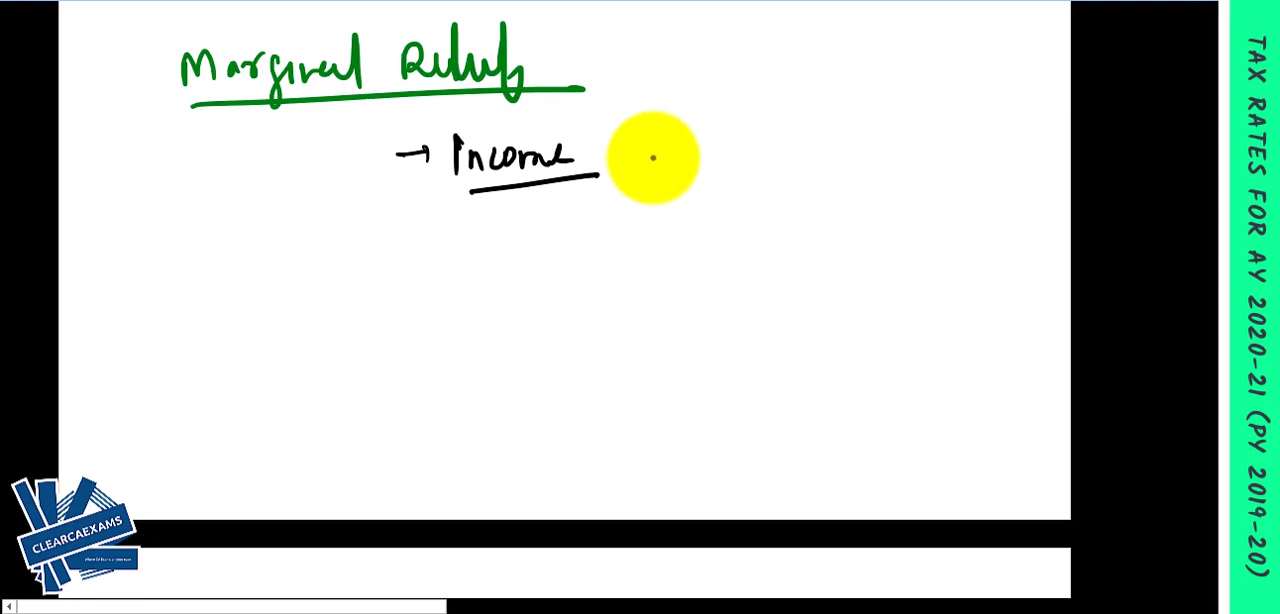 Marginal Relief
→ Income
TAX RATES FOR AY 2020-21 (PY 2019-20)
CLEARCAEXAMS